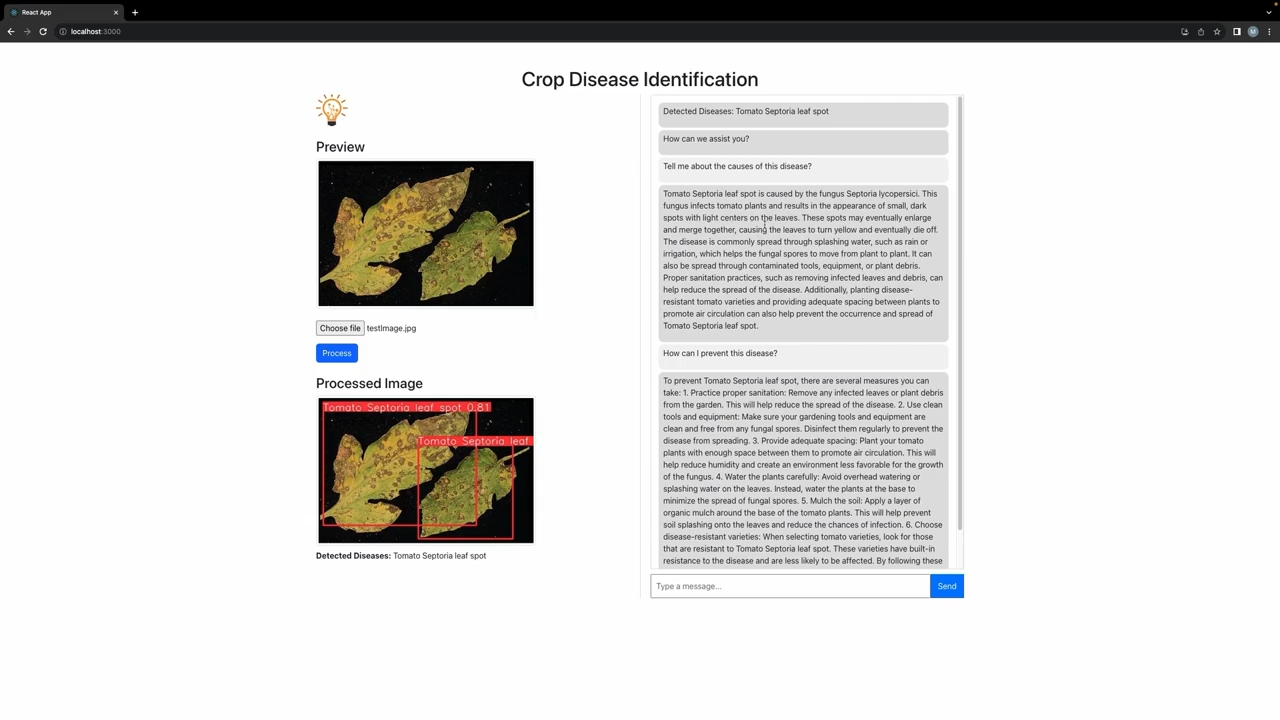 React App
localhost:3000
M
Crop Disease Identification
Preview
Choose file testImage.jpg
Process
Processed Image
Tomato Septoria leaf spot 0.81
Tomato Septoria leaf
Detected Diseases: Tomato Septoria leaf spot
Detected Diseases: Tomato Septoria leaf spot
How can we assist you?
Tell me about the causes of this disease?
Tomato Septoria leaf spot is caused by the fungus Septoria lycopersici. This
fungus infects tomato plants and results in the appearance of small, dark
spots with light centers on the leaves. These spots may eventually enlarge
and merge together, causing the leaves to turn yellow and eventually die off.
The disease is commonly spread through splashing water, such as rain or
irrigation, which helps the fungal spores to move from plant to plant. It can
also be spread through contaminated tools, equipment, or plant debris.
Proper sanitation practices, such as removing infected leaves and debris, can
help reduce the spread of the disease. Additionally, planting disease-
resistant tomato varieties and providing adequate spacing between plants to
promote air circulation can also help prevent the occurrence and spread of
Tomato Septoria leaf spot.
How can I prevent this disease?
To prevent Tomato Septoria leaf spot, there are several measures you can
take: 1. Practice proper sanitation: Remove any infected leaves or plant debris
from the garden. This will help reduce the spread of the disease. 2. Use clean
tools and equipment: Make sure your gardening tools and equipment are
clean and free from any fungal spores. Disinfect them regularly to prevent the
disease from spreading. 3. Provide adequate spacing: Plant your tomato
plants with enough space between them to promote air circulation. This will
help reduce humidity and create an environment less favorable for the growth
of the fungus. 4. Water the plants carefully: Avoid overhead watering or
splashing water on the leaves. Instead, water the plants at the base to
minimize the spread of fungal spores. 5. Mulch the soil: Apply a layer of
organic mulch around the base of the tomato plants. This will help prevent
soil splashing onto the leaves and reduce the chances of infection. 6. Choose
disease-resistant varieties: When selecting tomato varieties, look for those
that are resistant to Tomato Septoria leaf spot. These varieties have built-in
resistance to the disease and are less likely to be affected. By following these
Type a message...
Send